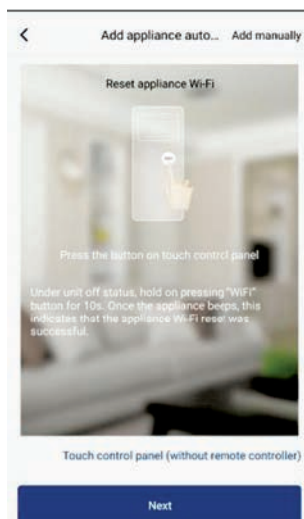 Add appliance auto... Add manually
Reset appliance Wi-Fi
Press the button on touch control panel
Under unit off status, hold on pressing "WiFi"
button for 10s. Once the appliance beeps, this
indicates that the appliance Wi-Fi reset was
successful.
Touch control panel (without remote controller)
Next